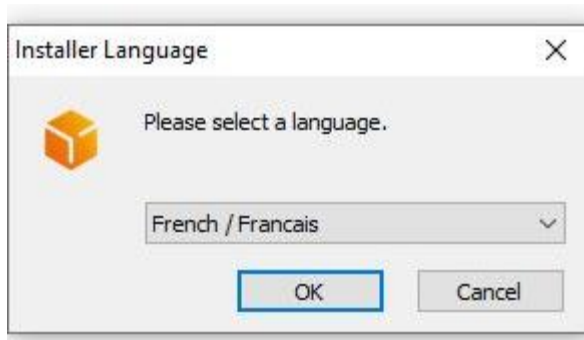 Installer Language
Please select a language.
French / Francais
OK Cancel